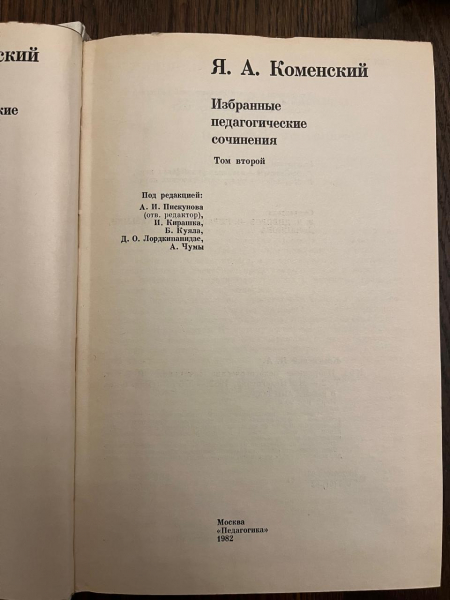 ский
кие
Я. А. Коменский
Избранные
педагогические
сочинения
Том второй
Под редакцией:
А. И. Пискунова
(отв. редактор),
И. Кирашка,
Б. Куяла,
Д. О. Лордкипанидзе,
А. Чумы
Москва
«Педагогика»
1982